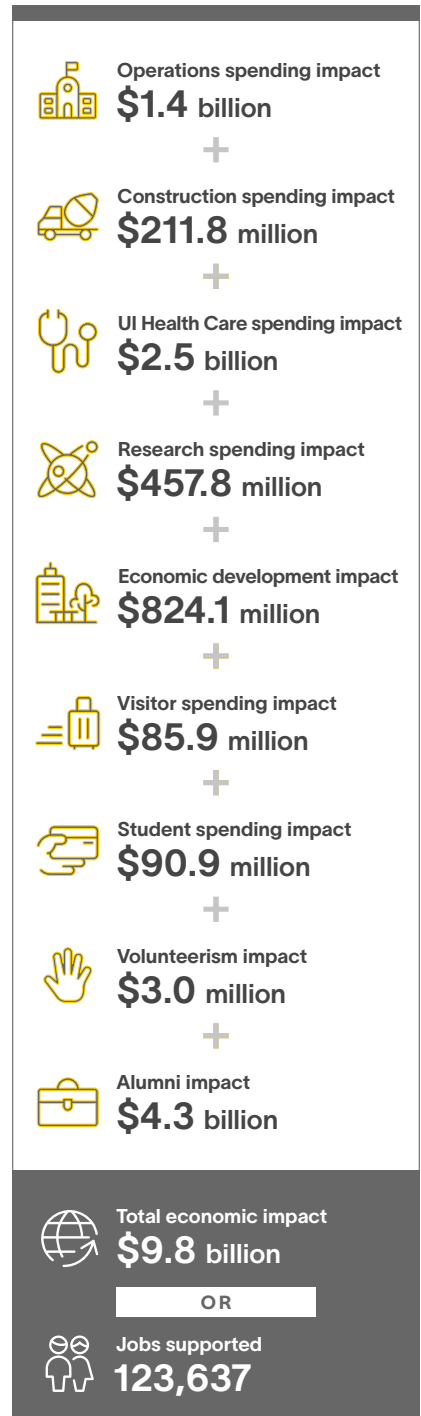 Operations spending impact
$1.4 billion
+
Construction spending impact
$211.8 million
+
UI Health Care spending impact
$2.5 billion
+
Research spending impact
$457.8 million
+
Economic development impact
$824.1 million
+
Visitor spending impact
$85.9 million
+
Student spending impact
$90.9 million
+
Volunteerism impact
$3.0 million
+
Alumni impact
$4.3 billion
Total economic impact
$9.8 billion
OR
Jobs supported
123,637